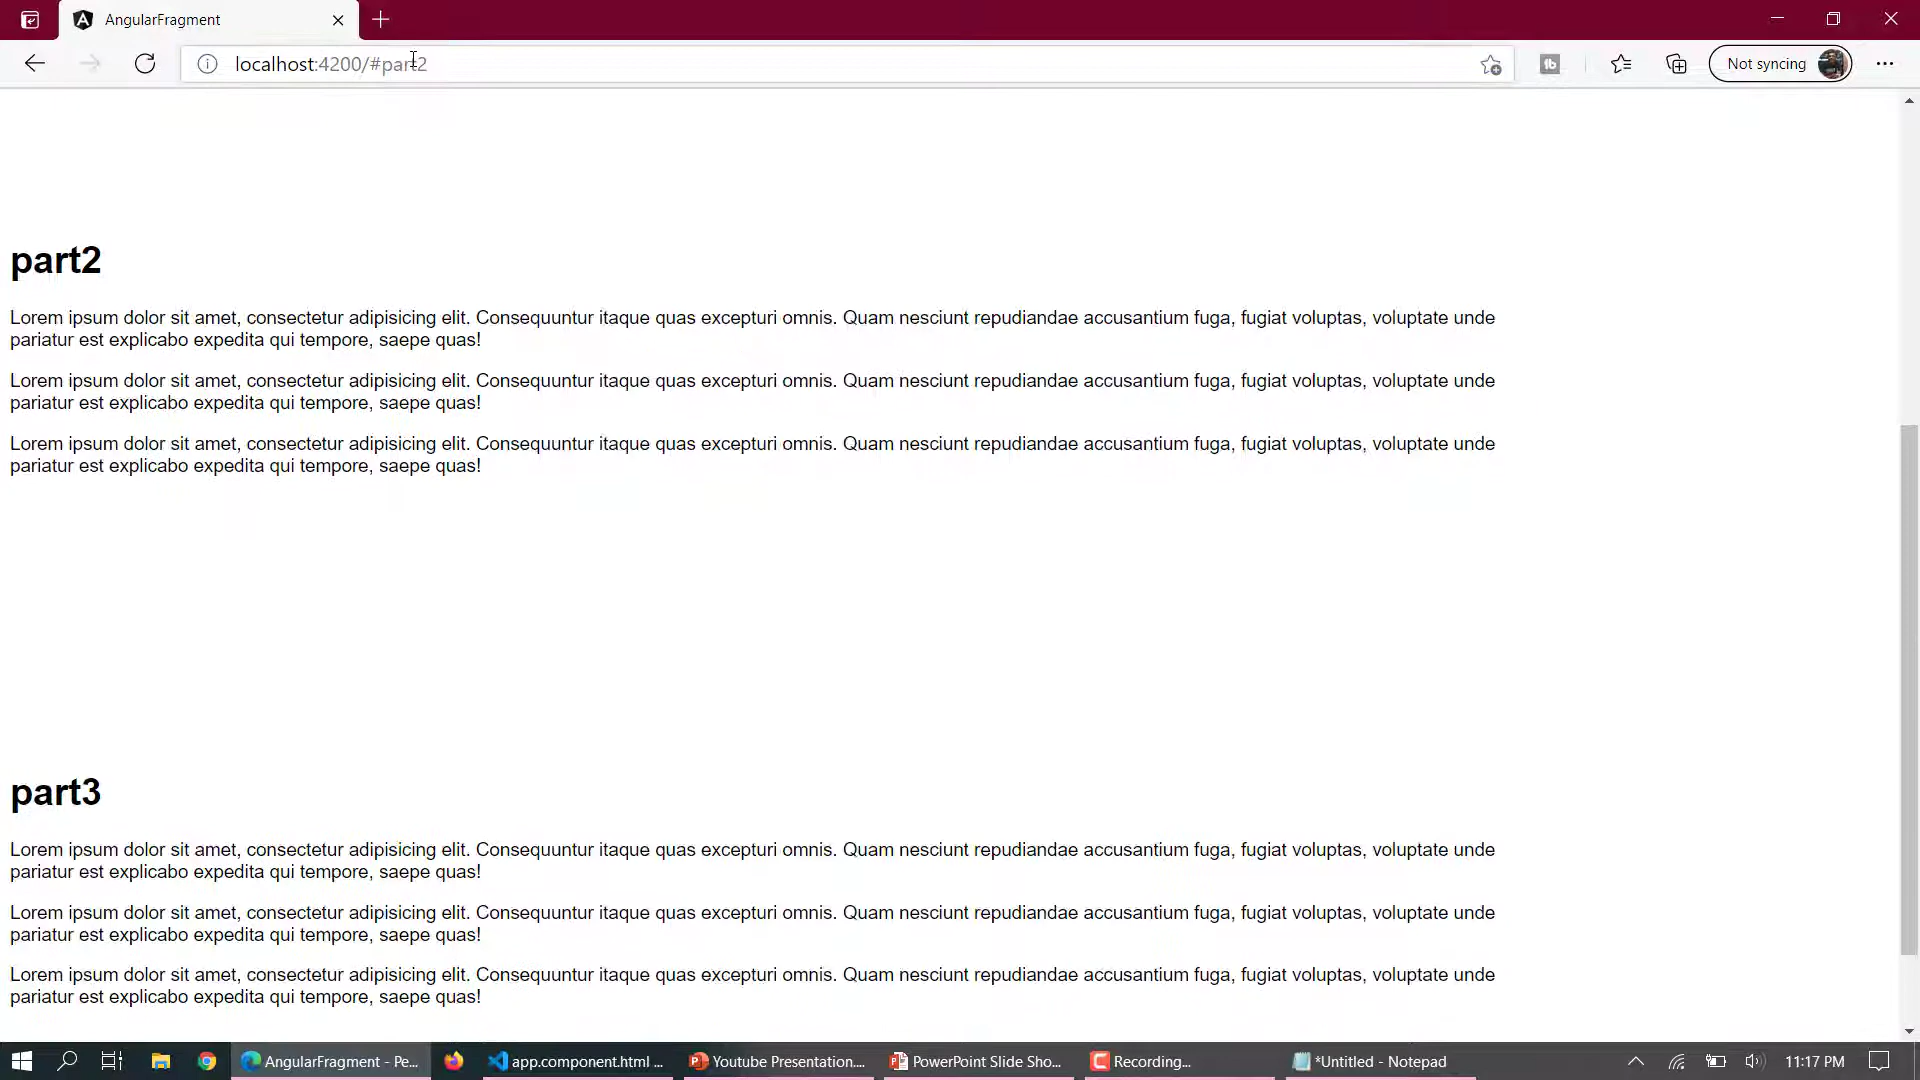 AngularFragment
localhost:4200/#part2
Not syncing
part2
Lorem ipsum dolor sit amet, consectetur adipisicing elit. Consequuntur itaque quas excepturi omnis. Quam nesciunt repudiandae accusantium fuga, fugiat voluptas, voluptate unde
pariatur est explicabo expedita qui tempore, saepe quas!
Lorem ipsum dolor sit amet, consectetur adipisicing elit. Consequuntur itaque quas excepturi omnis. Quam nesciunt repudiandae accusantium fuga, fugiat voluptas, voluptate unde
pariatur est explicabo expedita qui tempore, saepe quas!
Lorem ipsum dolor sit amet, consectetur adipisicing elit. Consequuntur itaque quas excepturi omnis. Quam nesciunt repudiandae accusantium fuga, fugiat voluptas, voluptate unde
pariatur est explicabo expedita qui tempore, saepe quas!
part3
Lorem ipsum dolor sit amet, consectetur adipisicing elit. Consequuntur itaque quas excepturi omnis. Quam nesciunt repudiandae accusantium fuga, fugiat voluptas, voluptate unde
pariatur est explicabo expedita qui tempore, saepe quas!
Lorem ipsum dolor sit amet, consectetur adipisicing elit. Consequuntur itaque quas excepturi omnis. Quam nesciunt repudiandae accusantium fuga, fugiat voluptas, voluptate unde
pariatur est explicabo expedita qui tempore, saepe quas!
Lorem ipsum dolor sit amet, consectetur adipisicing elit. Consequuntur itaque quas excepturi omnis. Quam nesciunt repudiandae accusantium fuga, fugiat voluptas, voluptate unde
pariatur est explicabo expedita qui tempore, saepe quas!
AngularFragment - Pe... app.component.html ... Youtube Presentation.... PowerPoint Slide Sho... Recording... *Untitled - Notepad 11:17 PM